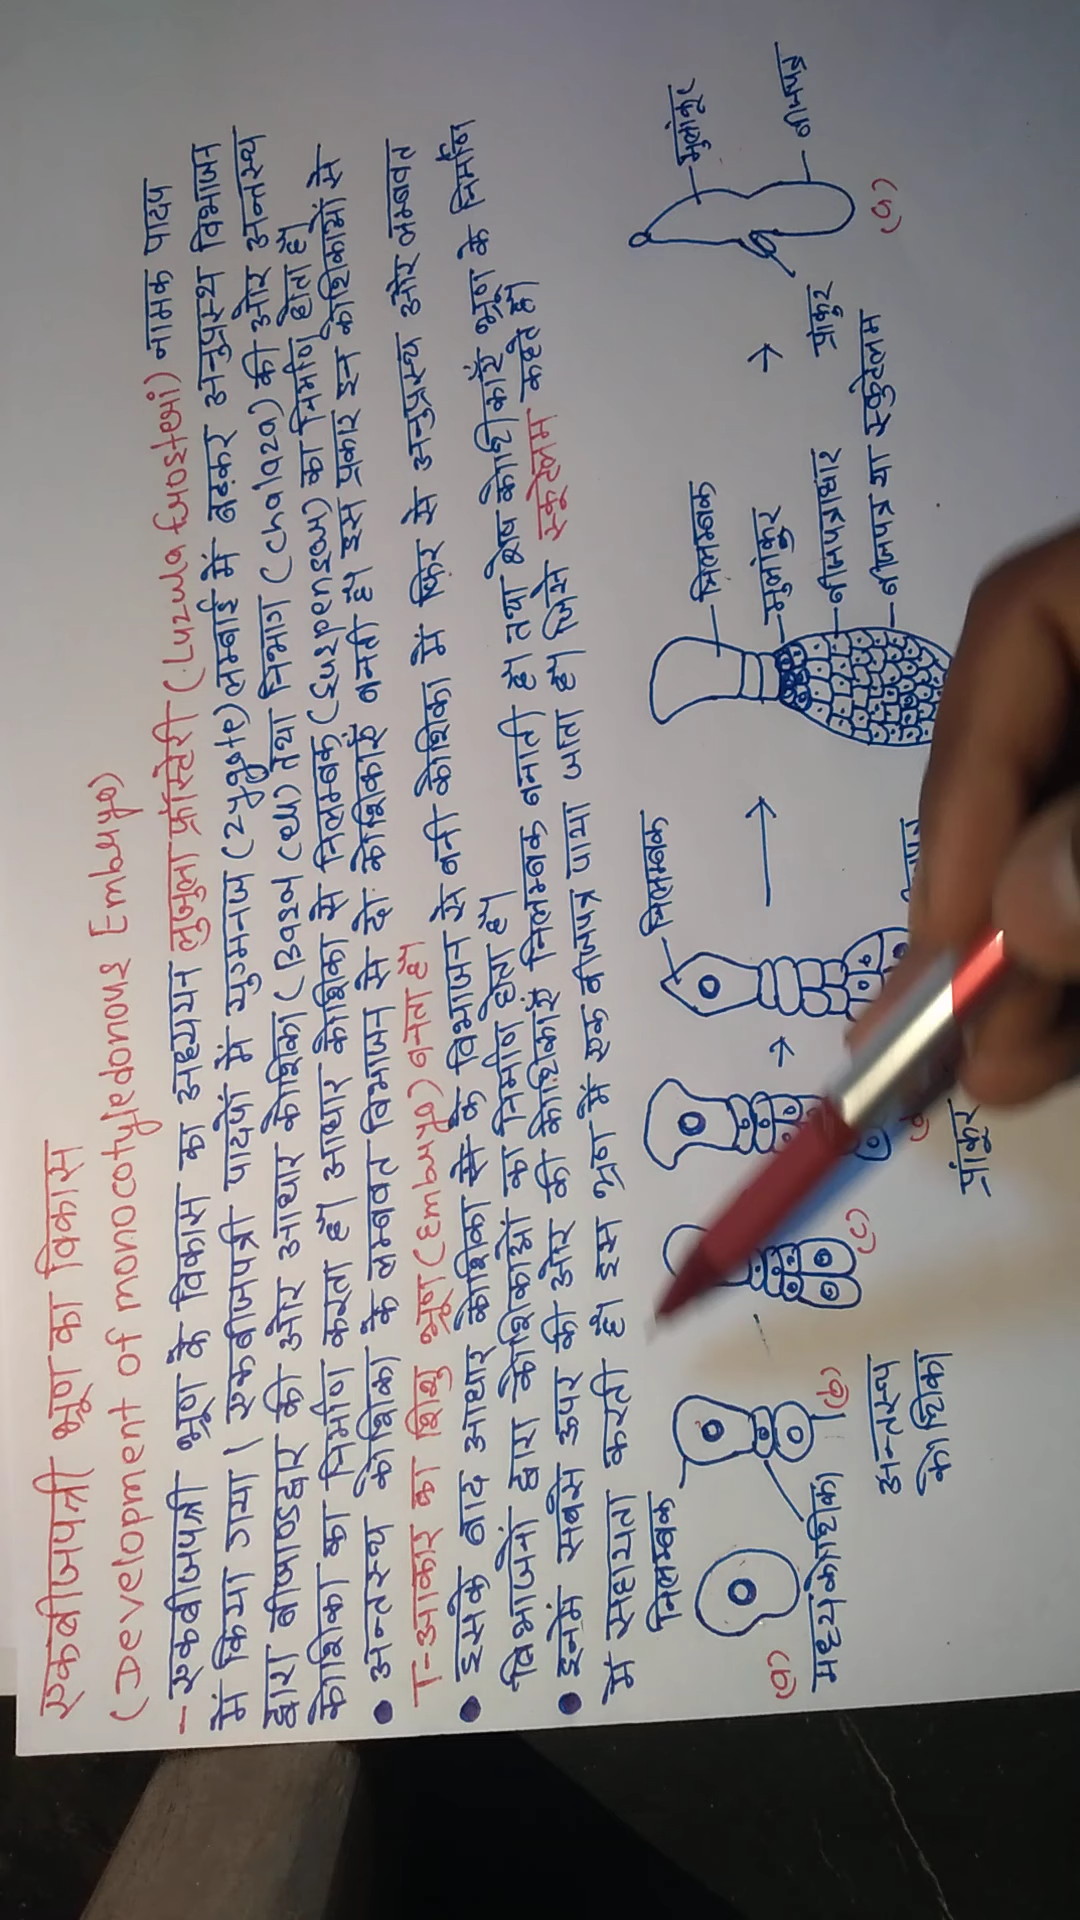 एकबीजपत्री भ्रूण का विकास
(Development of monocotyledonous Embryo)
- एकबीजपत्री भ्रूण के विकास का अध्ययन लुजुला फ्रॉस्टेरी (Luzula frosteri) नामक पादप
में किया गया। एकबीजपत्री पादपों में युग्मनज (Zygote) लम्बाई में बढ़कर अनुप्रस्थ विभाजन
द्वारा बीजाण्डद्वार की ओर आधार कोशिका (Basal cell) तथा निभाग (Chalaza) की ओर अन्तस्थ
कोशिका का निर्माण करता है। आधार कोशिका से निलम्बक (Suspensor) का निर्माण होता है।
• अन्तस्थ कोशिका के लम्बवत विभाजन से दो कोशिकाऐं बनती है। इस प्रकार इन कोशिकाओं से
T-आकार का शिशु भ्रूण (Embryo) बनता है।
• इसके बाद आधार कोशिका से के विभाजन से बनी कोशिका में फिर से अनुप्रस्थ और लम्बवत
विभाजनों द्वारा कोशिकाओं का निर्माण होता है।
• इनमें सबसे ऊपर की ओर की कोशिकायें निलम्बक बनाती है। तथा शेष कोशिकायें भ्रूण के निर्माण
में सहायता करती है। इस भ्रूण में एक बीजपत्र पाया जाता है। जिसे स्कूटेलम कहते है।
निलम्बक
(a)
मध्यकोशिका
(b)
अन्तस्थ
कोशिका
(c)
(d)
प्रांकुर
निलम्बक
निलम्बक
मुलांकुर
बीजपत्राधार
बीजपत्र या स्कुटेलम
मुलांकुर
बीजपत्र
प्रांकुर